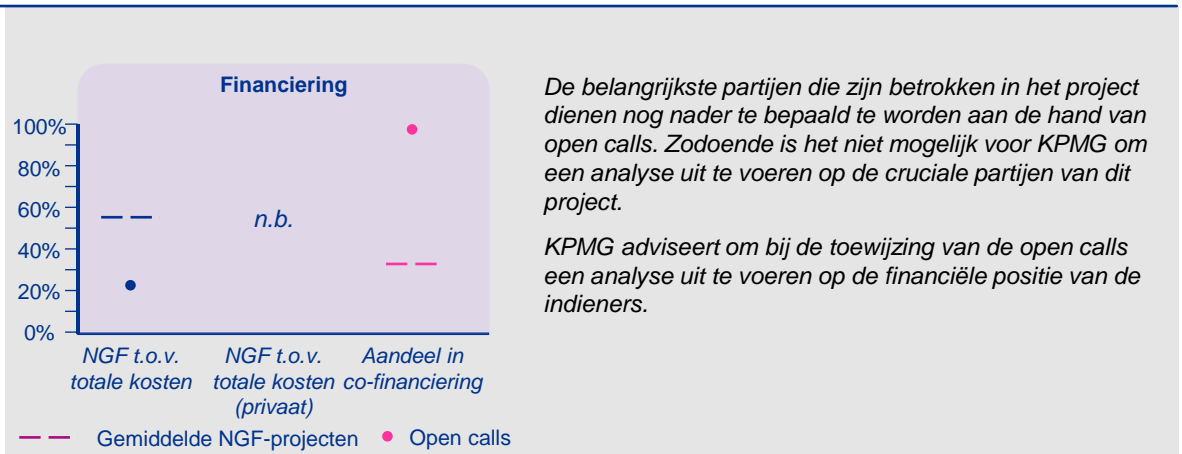 Financiering
100%
80%
60%
40%
20%
0%
n.b.
NGF t.o.v.
totale kosten
NGF t.o.v.
totale kosten
(privaat)
Aandeel in
co-financiering
Gemiddelde NGF-projecten
Open calls
De belangrijkste partijen die zijn betrokken in het project
dienen nog nader te bepaald te worden aan de hand van
open calls. Zodoende is het niet mogelijk voor KPMG om
een analyse uit te voeren op de cruciale partijen van dit
project.
KPMG adviseert om bij de toewijzing van de open calls
een analyse uit te voeren op de financiële positie van de
indieners.